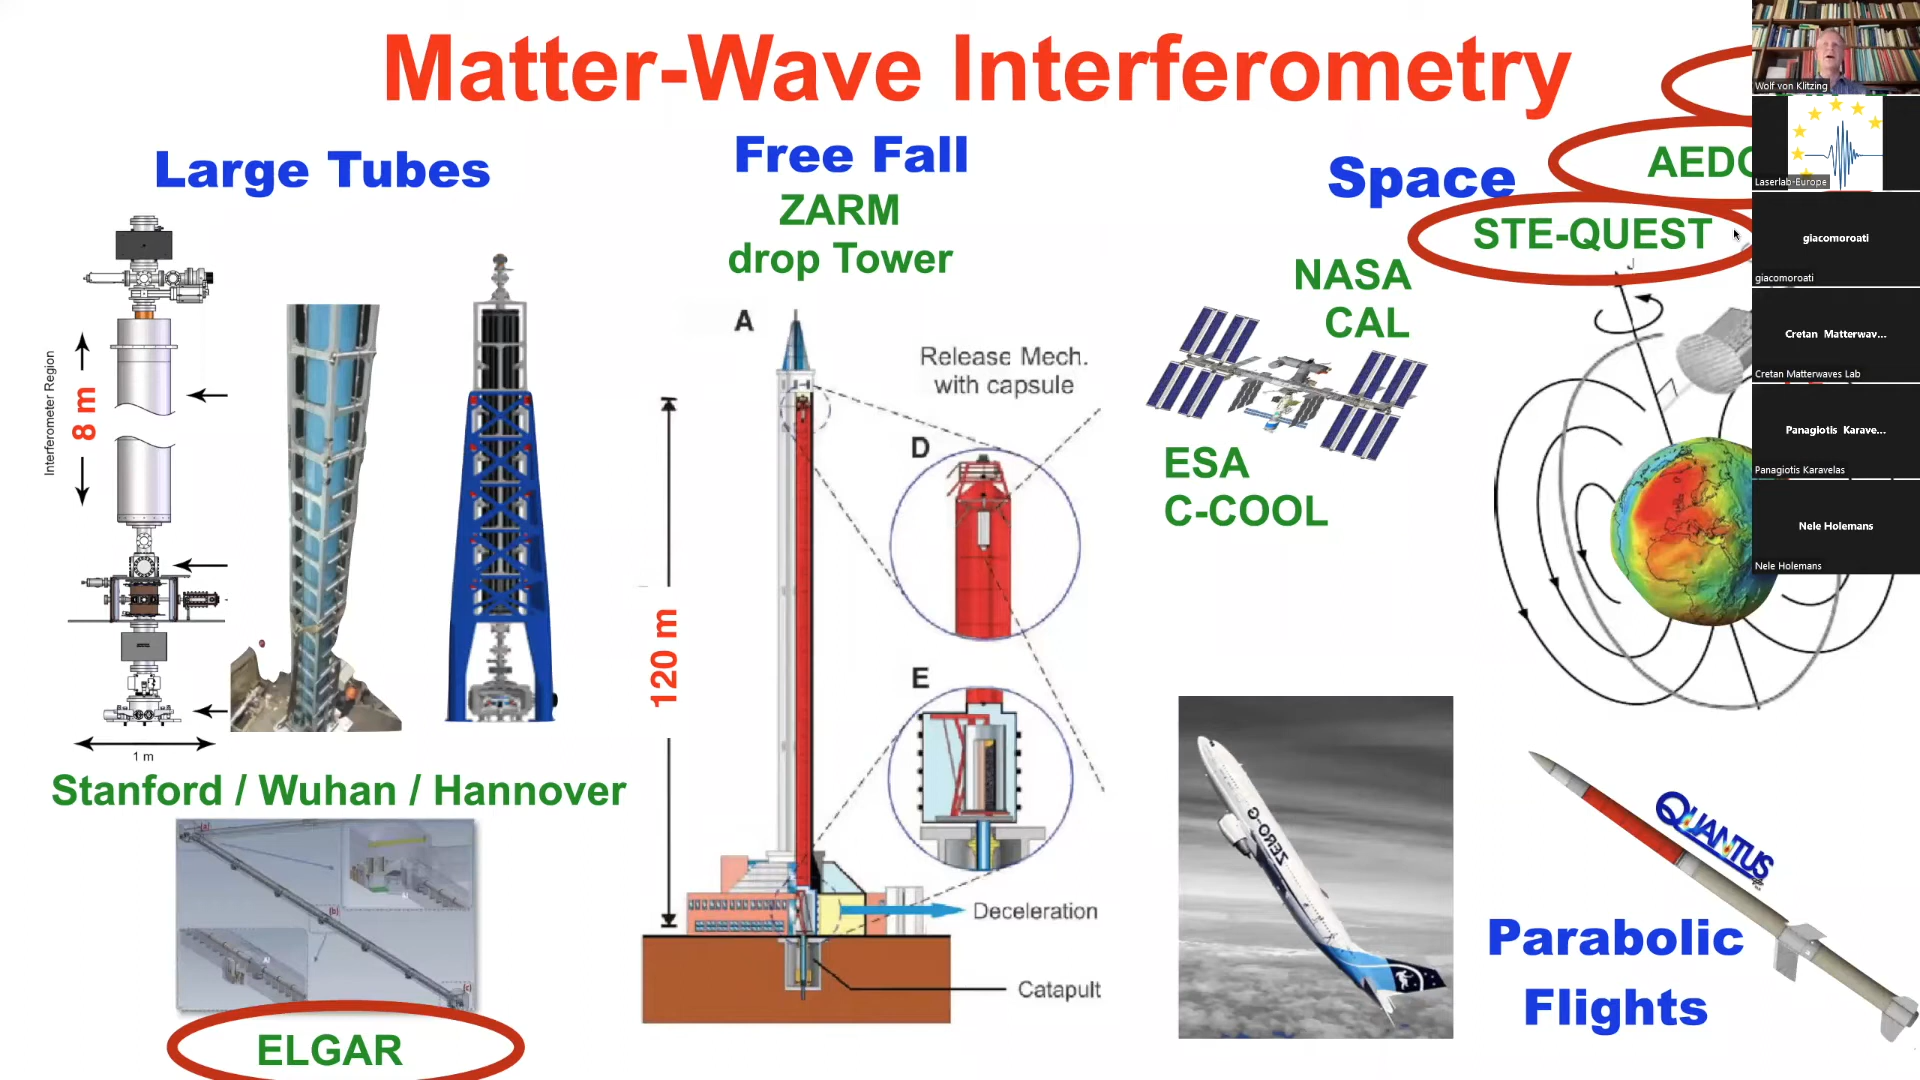 Matter-Wave Interferometry
Large Tubes
Interferometer Region
8 m
1 m
Stanford / Wuhan / Hannover
(a)
(b)
(c)
AI
ELGAR
Free Fall
ZARM
drop Tower
A
Release Mech.
with capsule
D
E
120 m
Deceleration
Catapult
Space
AEDG
STE-QUEST
NASA
CAL
ESA
C-COOL
J
ZERO-G
QUANTUS
Parabolic
Flights
Wolf von Klitzing
Laserlab-Europe
giacomoroati
giacomoroati
Cretan Matterwav...
Cretan Matterwaves Lab
Panagiotis Karave...
Panagiotis Karavelas
Nele Holemans
Nele Holemans